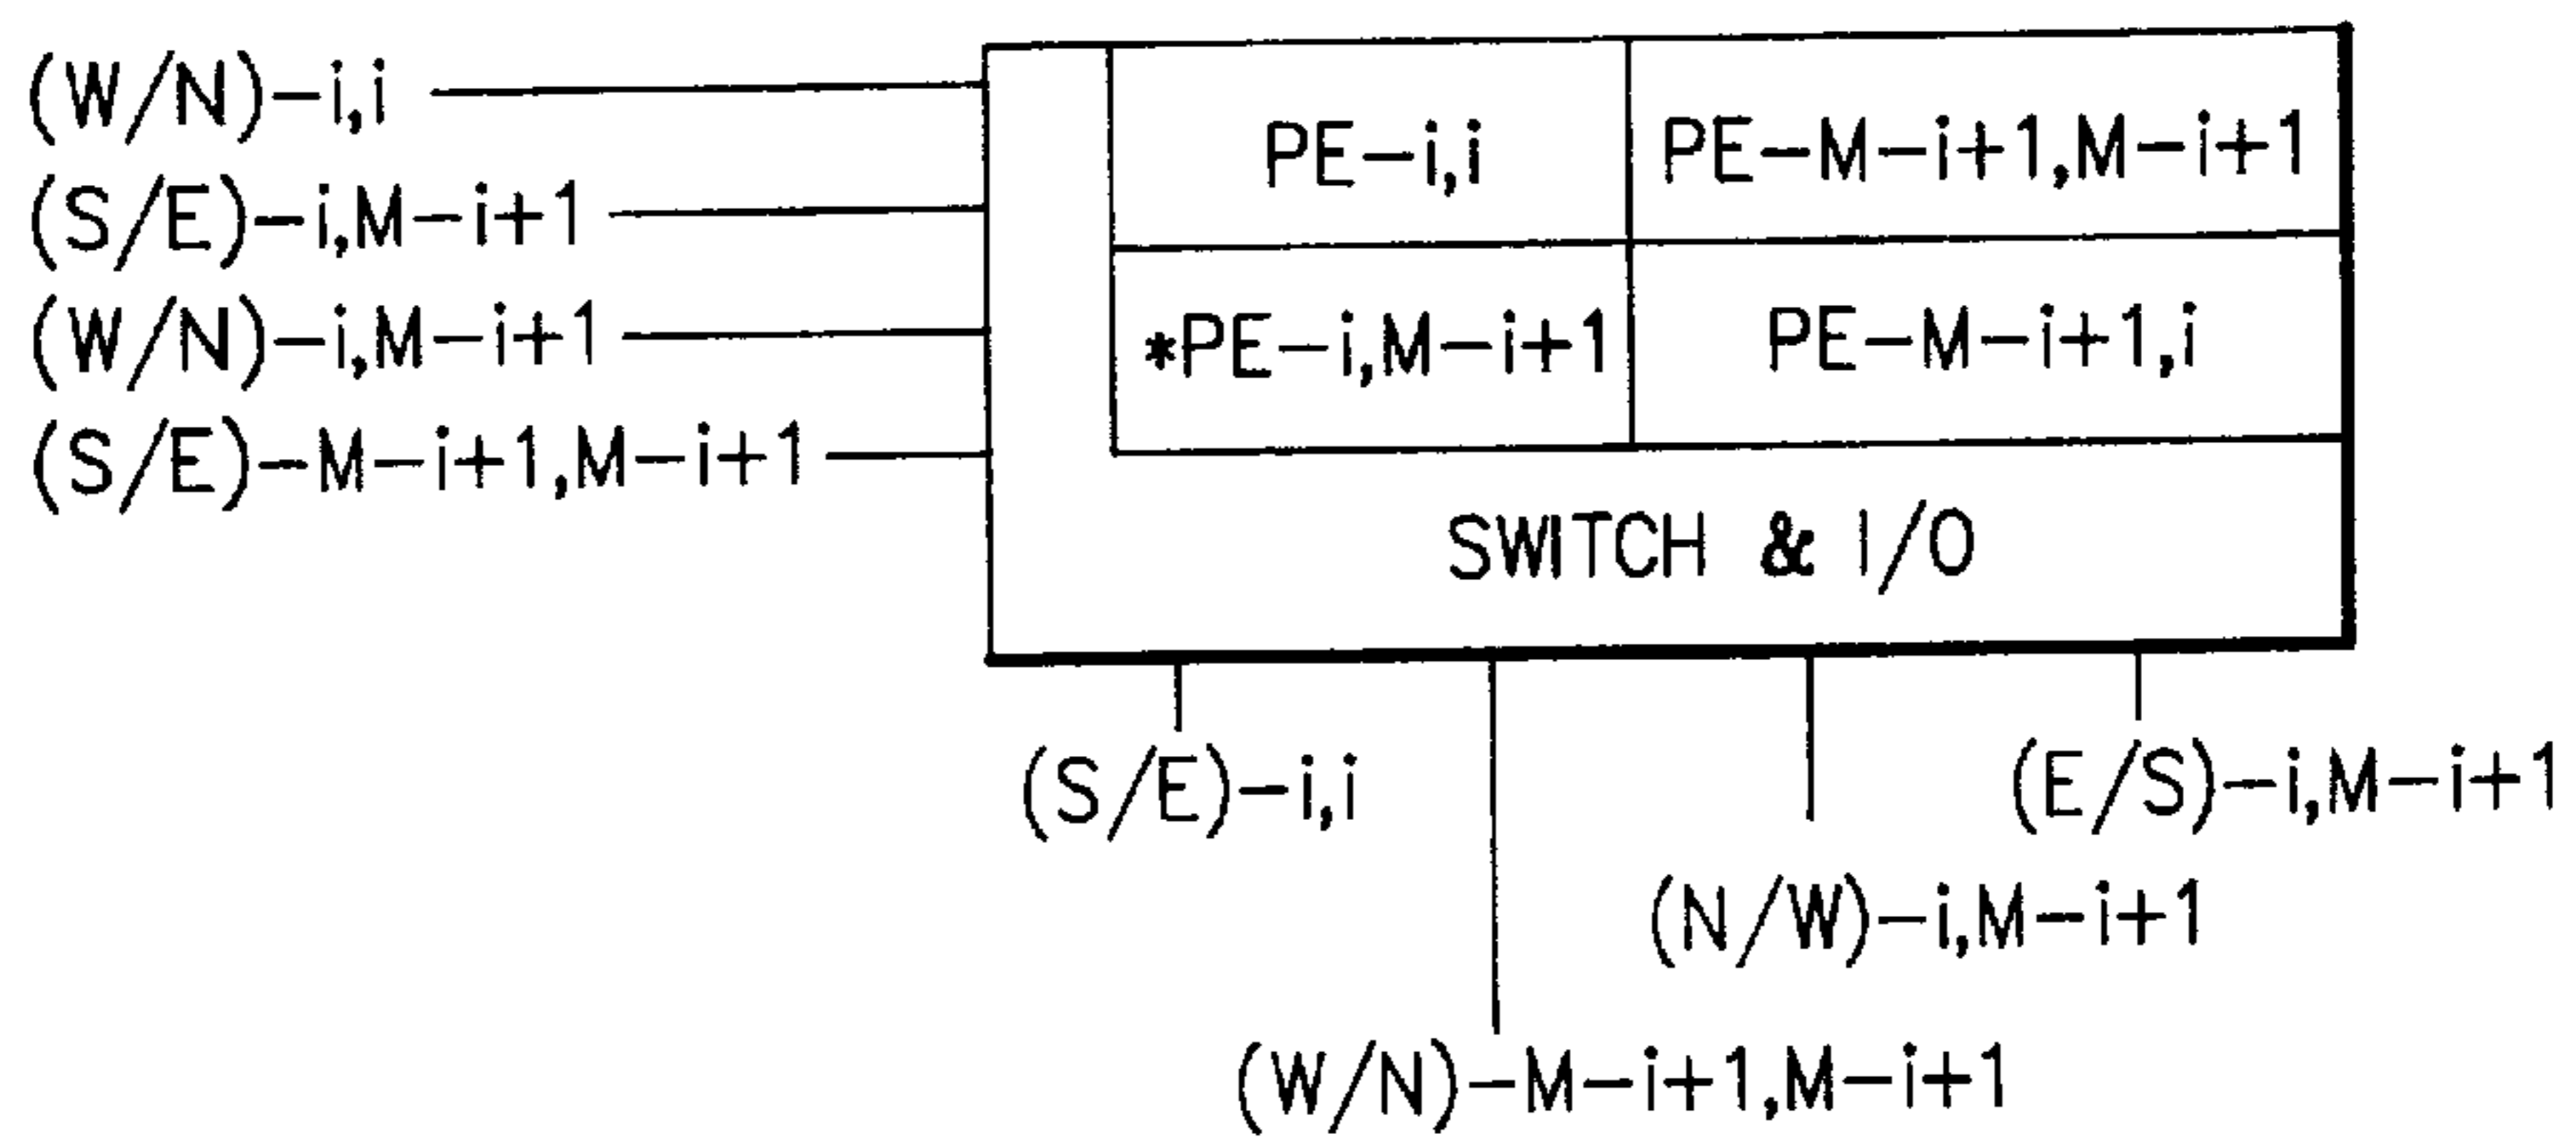 (W/N)-i,i
(S/E)-i,M-i+1
(W/N)-i,M-i+1
(S/E)-M-i+1,M-i+1
PE-i,i
PE-M-i+1,M-i+1
*PE-i,M-i+1
PE-M-i+1,i
SWITCH & I/O
(S/E)-i,i
(E/S)-i,M-i+1
(N/W)-i,M-i+1
(W/N)-M-i+1,M-i+1